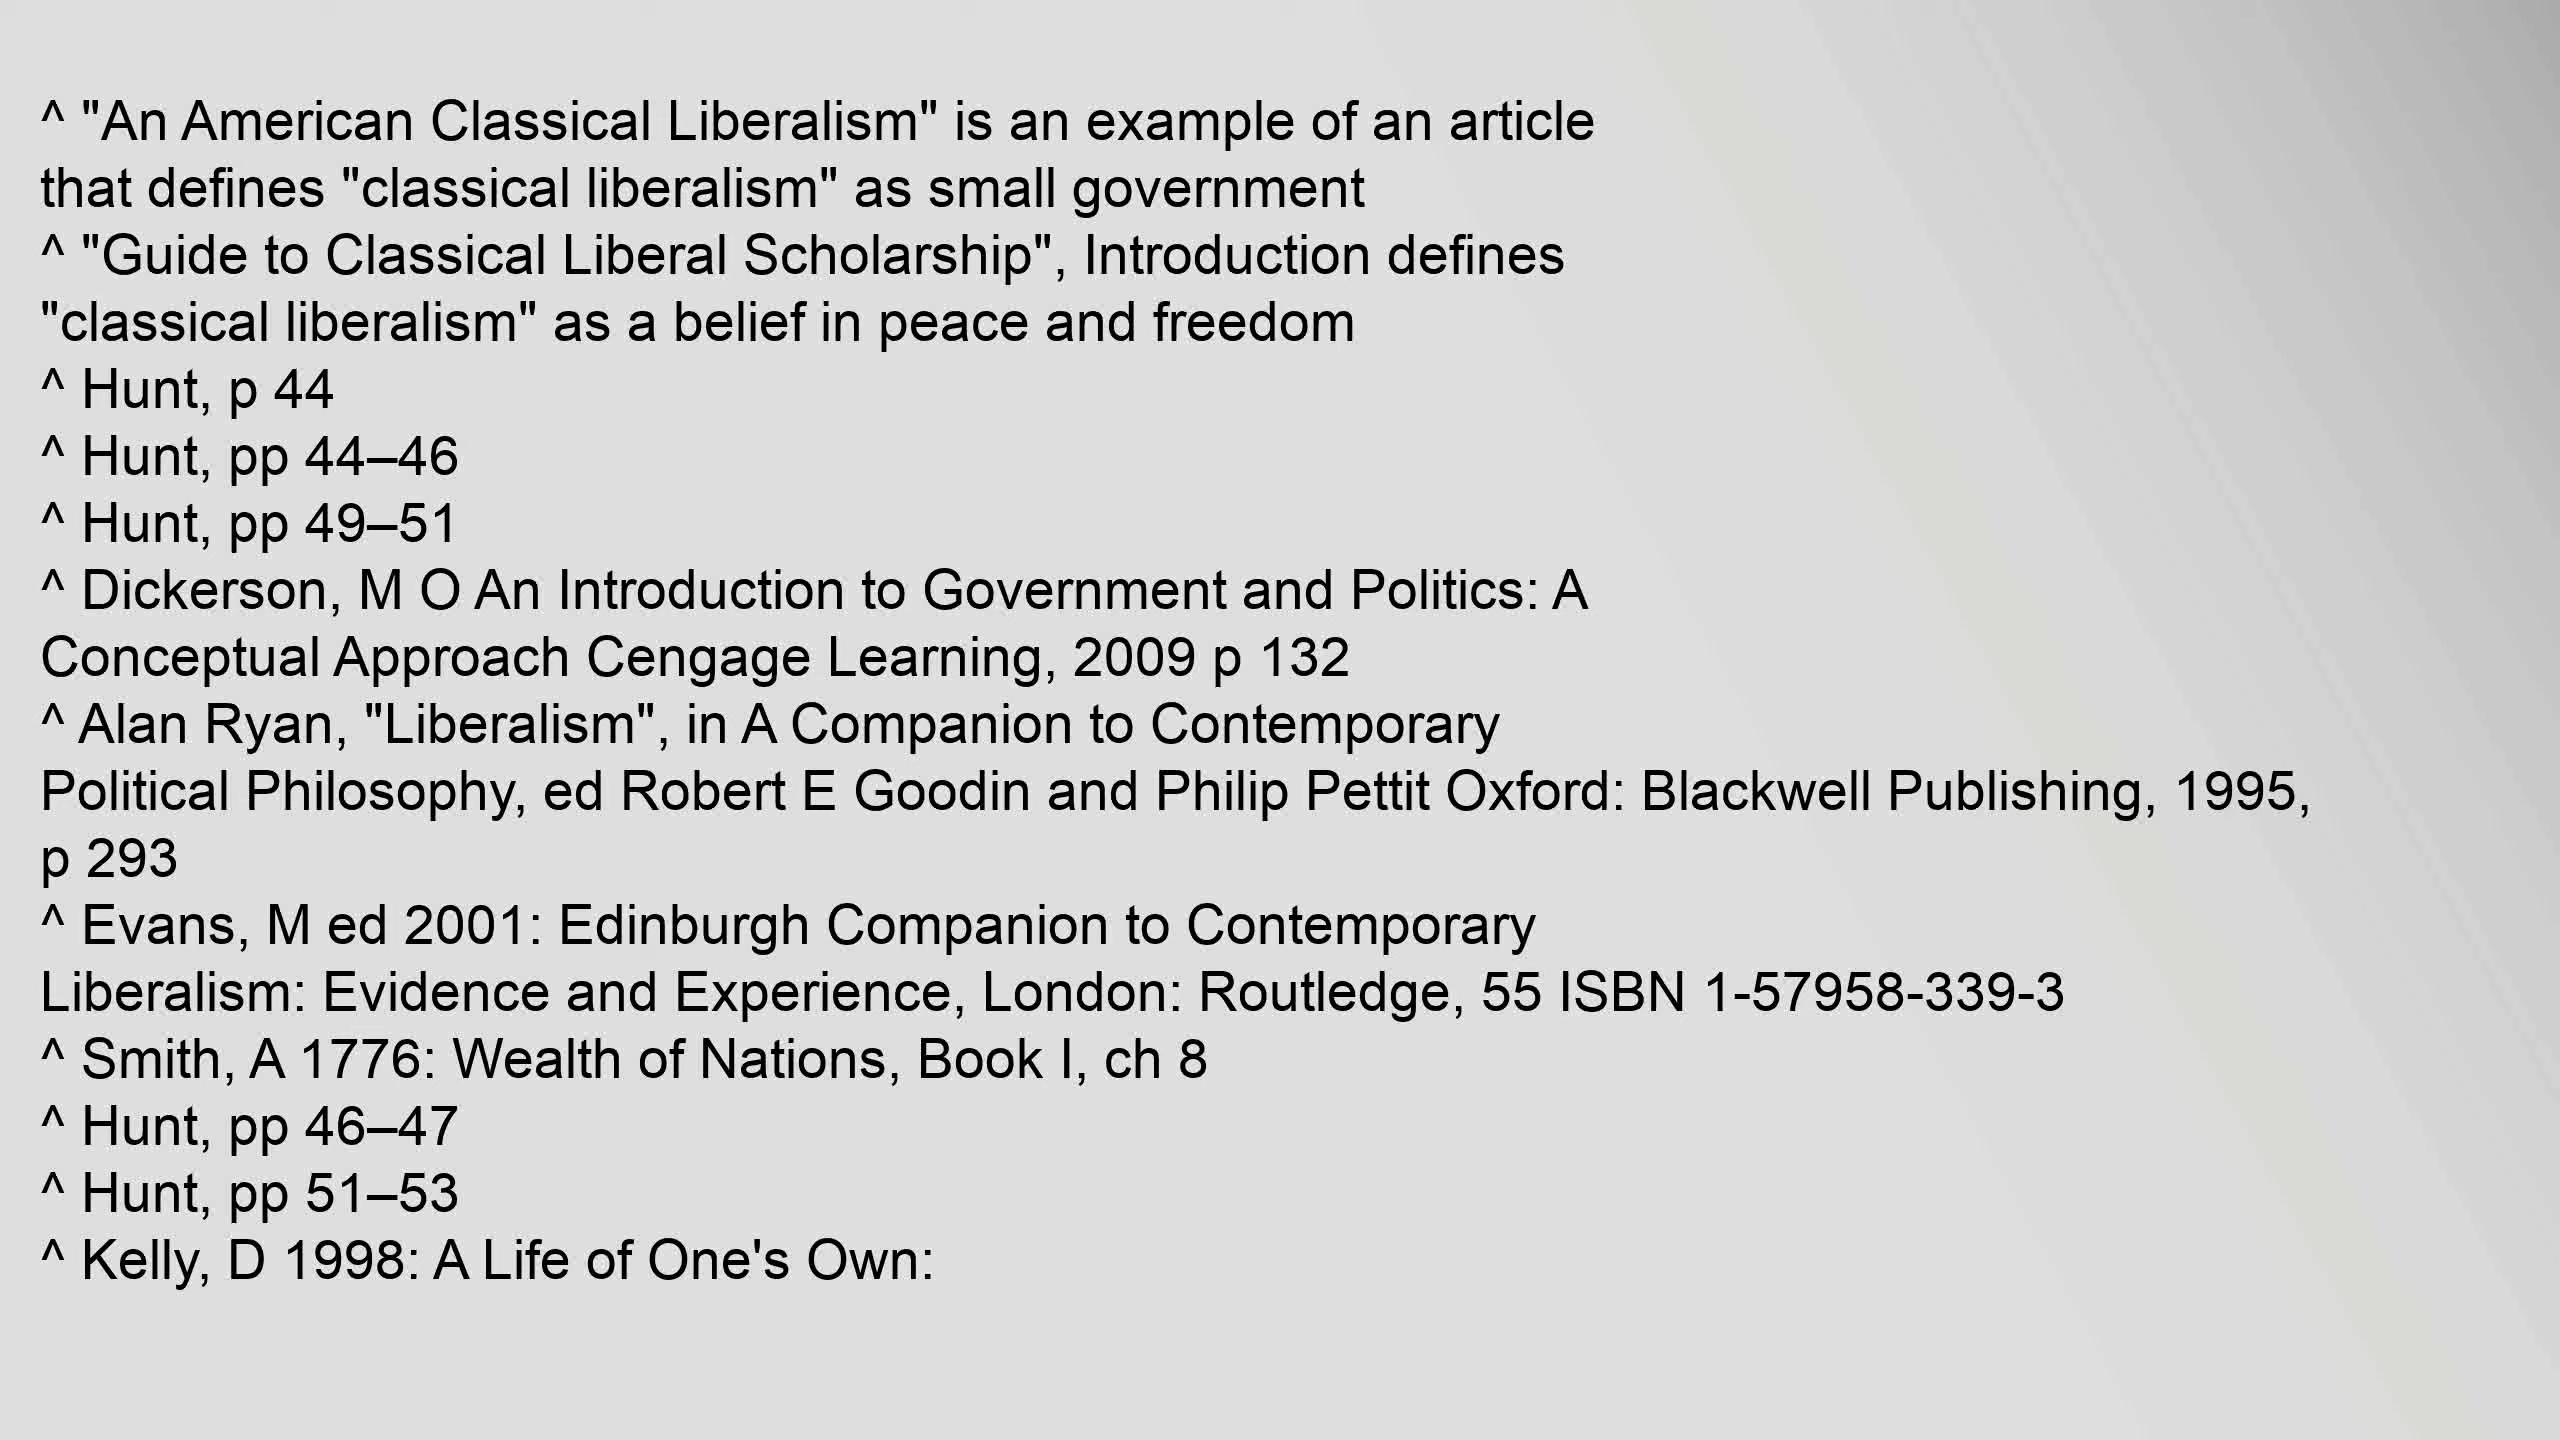 ^ "An American Classical Liberalism" is an example of an article
that defines "classical liberalism" as small government
^ "Guide to Classical Liberal Scholarship", Introduction defines
"classical liberalism" as a belief in peace and freedom
^ Hunt, p 44
^ Hunt, pp 44–46
^ Hunt, pp 49–51
^ Dickerson, M O An Introduction to Government and Politics: A
Conceptual Approach Cengage Learning, 2009 p 132
^ Alan Ryan, "Liberalism", in A Companion to Contemporary
Political Philosophy, ed Robert E Goodin and Philip Pettit Oxford: Blackwell Publishing, 1995,
p 293
^ Evans, M ed 2001: Edinburgh Companion to Contemporary
Liberalism: Evidence and Experience, London: Routledge, 55 ISBN 1-57958-339-3
^ Smith, A 1776: Wealth of Nations, Book I, ch 8
^ Hunt, pp 46–47
^ Hunt, pp 51–53
^ Kelly, D 1998: A Life of One's Own: